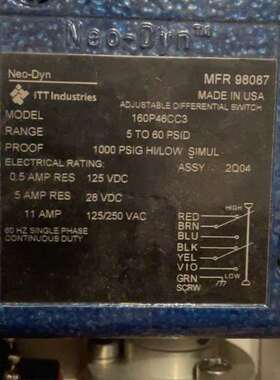 Neo-Dyn™
Neo-Dyn MFR 98087
ITT Industries MADE IN USA
ADJUSTABLE DIFFERENTIAL SWITCH
MODEL 160P46CC3
RANGE 5 TO 60 PSID
PROOF 1000 PSIG HI/LOW SIMUL
ELECTRICAL RATING: ASSY 2Q04
0.5 AMP RES 125 VDC
5 AMP RES 28 VDC
11 AMP 125/250 VAC
60 HZ SINGLE PHASE
CONTINUOUS DUTY
HIGH
RED
BRN
BLU
BLK
YEL
VIO
GRN LOW
SCRW